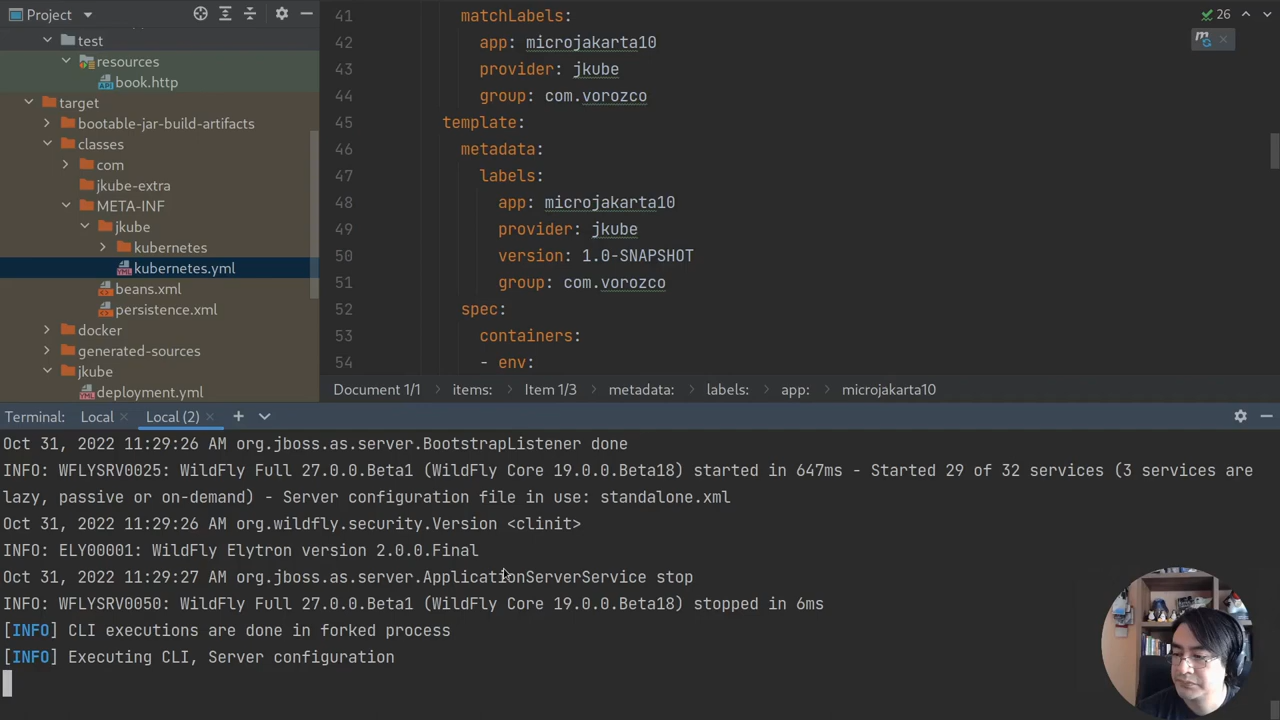 Project
test
resources
book.http
target
bootable-jar-build-artifacts
classes
com
jkube-extra
META-INF
jkube
kubernetes
kubernetes.yml
beans.xml
persistence.xml
docker
generated-sources
jkube
deployment.yml
26
41 matchLabels:
42 app: microjakarta10
43 provider: jkube
44 group: com.vorozco
45 template:
46 metadata:
47 labels:
48 app: microjakarta10
49 provider: jkube
50 version: 1.0-SNAPSHOT
51 group: com.vorozco
52 spec:
53 containers:
54 - env:
Document 1/1 items: Item 1/3 metadata: labels: app: microjakarta10
Terminal: Local Local (2)
Oct 31, 2022 11:29:26 AM org.jboss.as.server.BootstrapListener done
INFO: WFLYSRV0025: WildFly Full 27.0.0.Beta1 (WildFly Core 19.0.0.Beta18) started in 647ms - Started 29 of 32 services (3 services are
lazy, passive or on-demand) - Server configuration file in use: standalone.xml
Oct 31, 2022 11:29:26 AM org.wildfly.security.Version <clinit>
INFO: ELY00001: WildFly Elytron version 2.0.0.Final
Oct 31, 2022 11:29:27 AM org.jboss.as.server.ApplicationServerService stop
INFO: WFLYSRV0050: WildFly Full 27.0.0.Beta1 (WildFly Core 19.0.0.Beta18) stopped in 6ms
[INFO] CLI executions are done in forked process
[INFO] Executing CLI, Server configuration